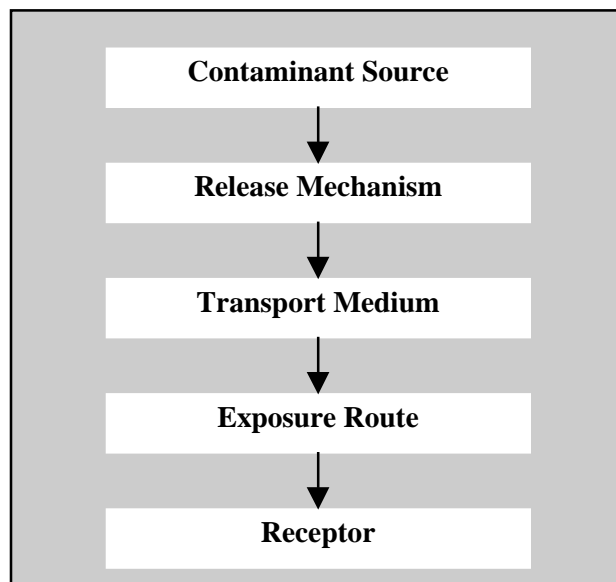 Contaminant Source
Release Mechanism
Transport Medium
Exposure Route
Receptor